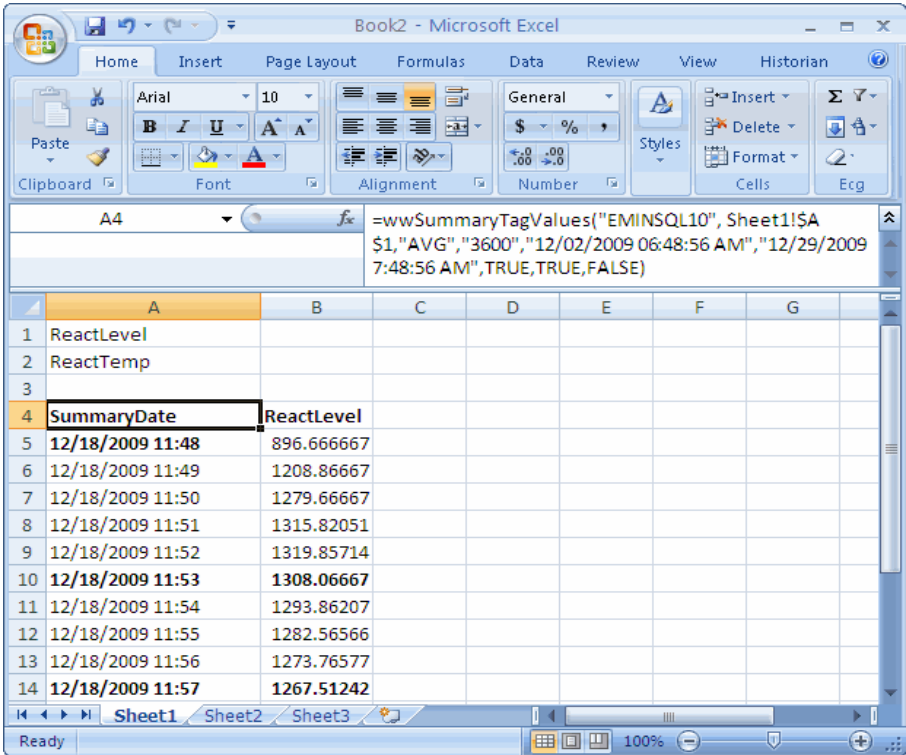 Book2 - Microsoft Excel
Home Insert Page Layout Formulas Data Review View Historian
Paste
Clipboard
Arial 10
B I U A A
A
Font
Alignment
General
$ % ,
.0 .00 .00 .0
Number
Styles
A
Insert
Delete
Format
Cells
Σ
Ecg
A4 fx =wwSummaryTagValues("EMINSQL10", Sheet1!$A
$1,"AVG","3600","12/02/2009 06:48:56 AM","12/29/2009
7:48:56 AM",TRUE,TRUE,FALSE)
A B C D E F G
1 ReactLevel
2 ReactTemp
3
4 SummaryDate ReactLevel
5 12/18/2009 11:48 896.666667
6 12/18/2009 11:49 1208.86667
7 12/18/2009 11:50 1279.66667
8 12/18/2009 11:51 1315.82051
9 12/18/2009 11:52 1319.85714
10 12/18/2009 11:53 1308.06667
11 12/18/2009 11:54 1293.86207
12 12/18/2009 11:55 1282.56566
13 12/18/2009 11:56 1273.76577
14 12/18/2009 11:57 1267.51242
Sheet1 Sheet2 Sheet3
Ready 100%